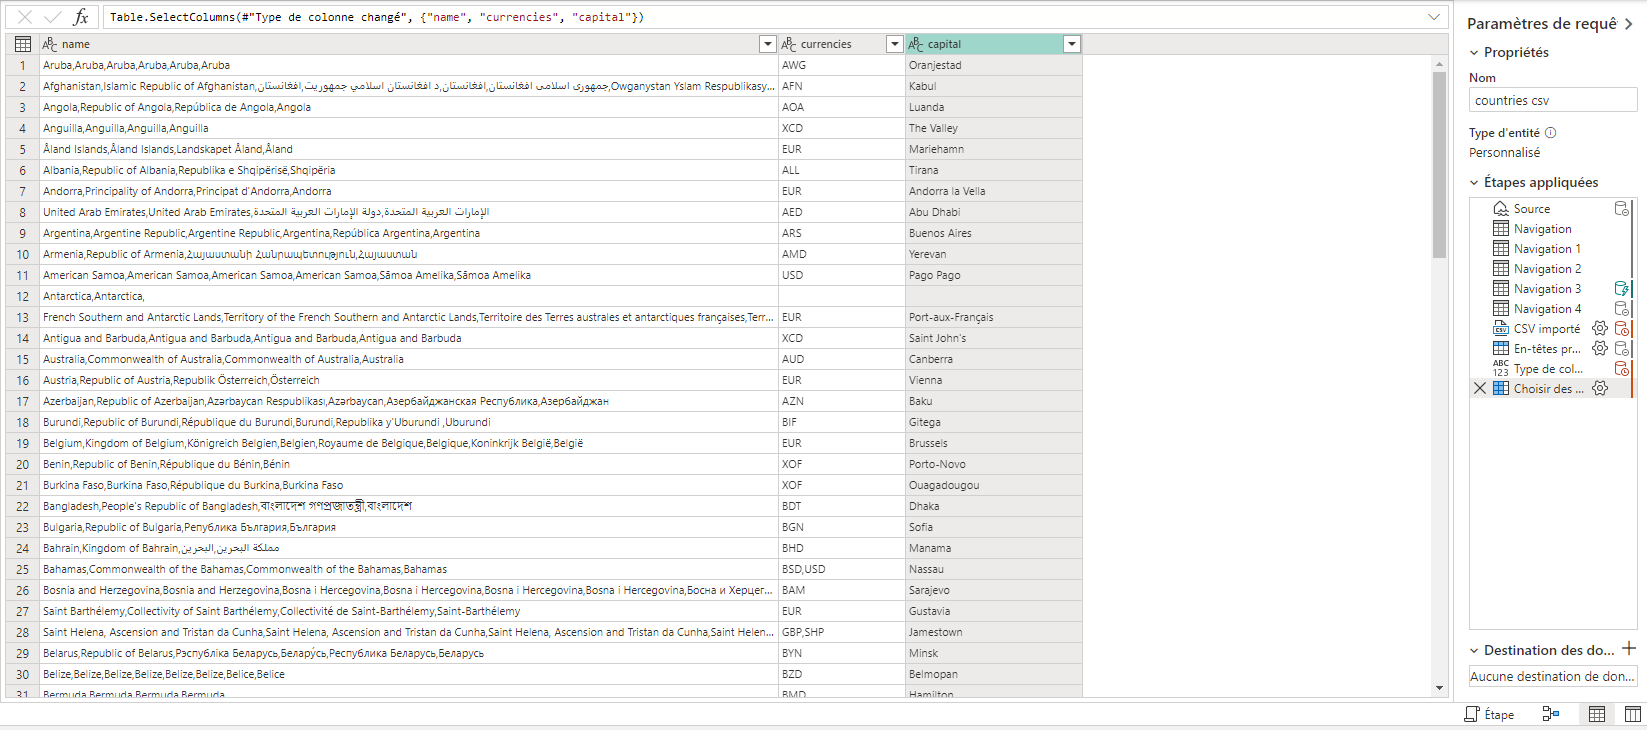 fx Table.SelectColumns(#"Type de colonne changé", {"name", "currencies", "capital"})
ABC name ABC currencies ABC capital
1 Aruba,Aruba,Aruba,Aruba,Aruba,Aruba AWG Oranjestad
2 Afghanistan,Islamic Republic of Afghanistan,جمهوری اسلامی افغانستان,افغانستان,د افغانستان اسلامي جمهوریت,افغانستان,Owganystan Yslam Respublikasy... AFN Kabul
3 Angola,Republic of Angola,República de Angola,Angola AOA Luanda
4 Anguilla,Anguilla,Anguilla,Anguilla XCD The Valley
5 Åland Islands,Åland Islands,Landskapet Åland,Åland EUR Mariehamn
6 Albania,Republic of Albania,Republika e Shqipërisë,Shqipëria ALL Tirana
7 Andorra,Principality of Andorra,Principat d'Andorra,Andorra EUR Andorra la Vella
8 United Arab Emirates,United Arab Emirates,الإمارات العربية المتحدة,دولة الإمارات العربية المتحدة AED Abu Dhabi
9 Argentina,Argentine Republic,Argentine Republic,Argentina,República Argentina,Argentina ARS Buenos Aires
10 Armenia,Republic of Armenia,Հայաստանի Հանրապետություն,Հայաստան AMD Yerevan
11 American Samoa,American Samoa,American Samoa,American Samoa,Sāmoa Amelika,Sāmoa Amelika USD Pago Pago
12 Antarctica,Antarctica,
13 French Southern and Antarctic Lands,Territory of the French Southern and Antarctic Lands,Territoire des Terres australes et antarctiques françaises,Terr... EUR Port-aux-Français
14 Antigua and Barbuda,Antigua and Barbuda,Antigua and Barbuda,Antigua and Barbuda XCD Saint John's
15 Australia,Commonwealth of Australia,Commonwealth of Australia,Australia AUD Canberra
16 Austria,Republic of Austria,Republik Österreich,Österreich EUR Vienna
17 Azerbaijan,Republic of Azerbaijan,Azərbaycan Respublikası,Azərbaycan,Азербайджанская Республика,Азербайджан AZN Baku
18 Burundi,Republic of Burundi,République du Burundi,Burundi,Republika y'Uburundi ,Uburundi BIF Gitega
19 Belgium,Kingdom of Belgium,Königreich Belgien,Belgien,Royaume de Belgique,Belgique,Koninkrijk België,België EUR Brussels
20 Benin,Republic of Benin,République du Bénin,Bénin XOF Porto-Novo
21 Burkina Faso,Burkina Faso,République du Burkina,Burkina Faso XOF Ouagadougou
22 Bangladesh,People's Republic of Bangladesh,বাংলাদেশ গণপ্রজাতন্ত্রী,বাংলাদেশ BDT Dhaka
23 Bulgaria,Republic of Bulgaria,Република България,България BGN Sofia
24 Bahrain,Kingdom of Bahrain,مملكة البحرين,البحرين BHD Manama
25 Bahamas,Commonwealth of the Bahamas,Commonwealth of the Bahamas,Bahamas BSD,USD Nassau
26 Bosnia and Herzegovina,Bosnia and Herzegovina,Bosna i Hercegovina,Bosna i Hercegovina,Bosna i Hercegovina,Bosna i Hercegovina,Босна и Херцег... BAM Sarajevo
27 Saint Barthélemy,Collectivity of Saint Barthélemy,Collectivité de Saint-Barthélemy,Saint-Barthélemy EUR Gustavia
28 Saint Helena, Ascension and Tristan da Cunha,Saint Helena, Ascension and Tristan da Cunha,Saint Helena, Ascension and Tristan da Cunha,Saint Helen... GBP,SHP Jamestown
29 Belarus,Republic of Belarus,Рэспубліка Беларусь,Белару́сь,Республика Беларусь,Беларусь BYN Minsk
30 Belize,Belize,Belize,Belize,Belize,Belize,Belice,Belice BZD Belmopan
31 Bermuda,Bermuda,Bermuda,Bermuda BMD Hamilton
Paramètres de requêt
Propriétés
Nom
countries csv
Type d'entité
Personnalisé
Étapes appliquées
Source
Navigation
Navigation 1
Navigation 2
Navigation 3
Navigation 4
CSV importé
En-têtes pr...
ABC 123 Type de col...
Choisir des ...
Destination des do...
Aucune destination de don...
Étape